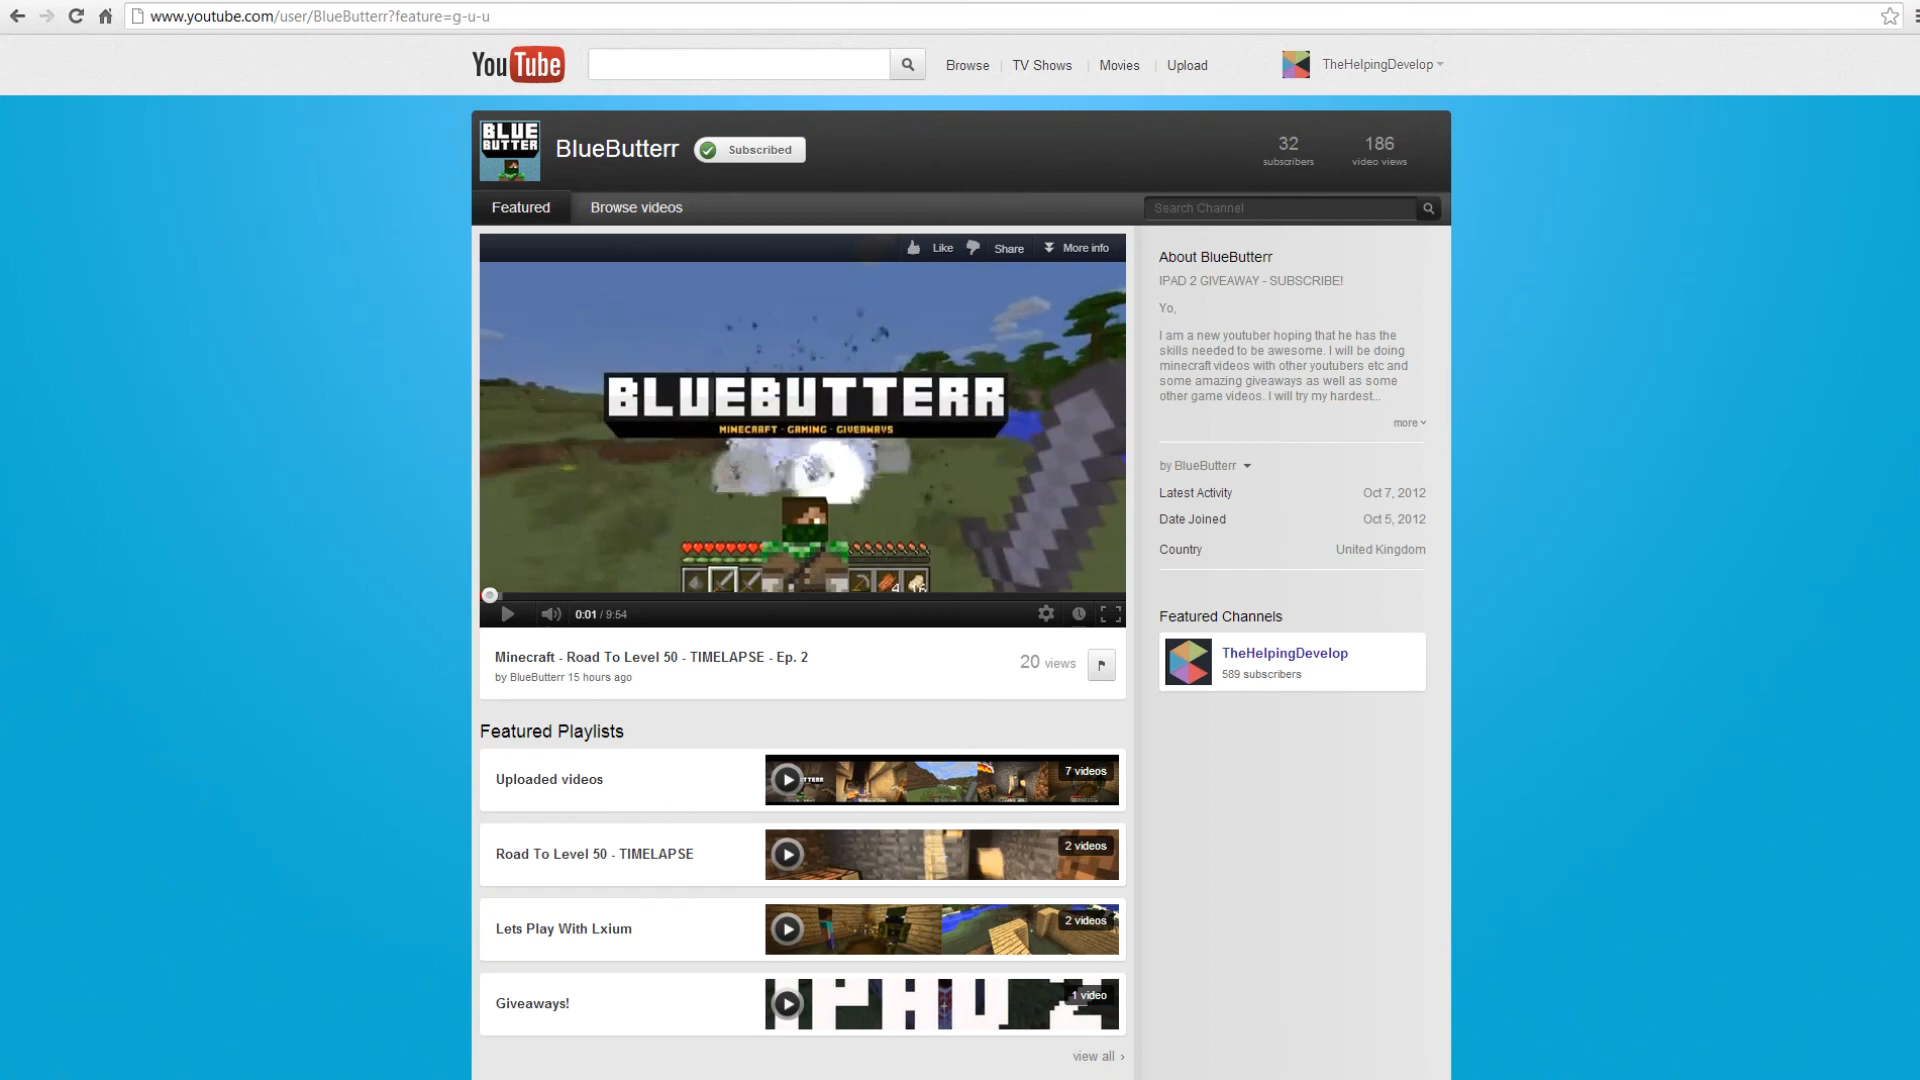 www.youtube.com/user/BlueButterr?feature=g-u-u
YouTube
Browse
TV Shows
Movies
Upload
TheHelpingDevelop
BLUE
BUTTER
BlueButterr
Subscribed
32
subscribers
186
video views
Featured
Browse videos
Search Channel
Like
Share
More info
BLUEBUTTERR
MINECRAFT · GAMING · GIVEAWAYS
4
16
0:01 / 9:54
Minecraft - Road To Level 50 - TIMELAPSE - Ep. 2
by BlueButterr 15 hours ago
20 views
Featured Playlists
Uploaded videos
7 videos
Road To Level 50 - TIMELAPSE
2 videos
Lets Play With Lxium
2 videos
Giveaways!
IPAD 2
1 video
view all ›
About BlueButterr
IPAD 2 GIVEAWAY - SUBSCRIBE!
Yo,
I am a new youtuber hoping that he has the
skills needed to be awesome. I will be doing
minecraft videos with other youtubers etc and
some amazing giveaways as well as some
other game videos. I will try my hardest...
more
by BlueButterr
Latest Activity
Oct 7, 2012
Date Joined
Oct 5, 2012
Country
United Kingdom
Featured Channels
TheHelpingDevelop
589 subscribers